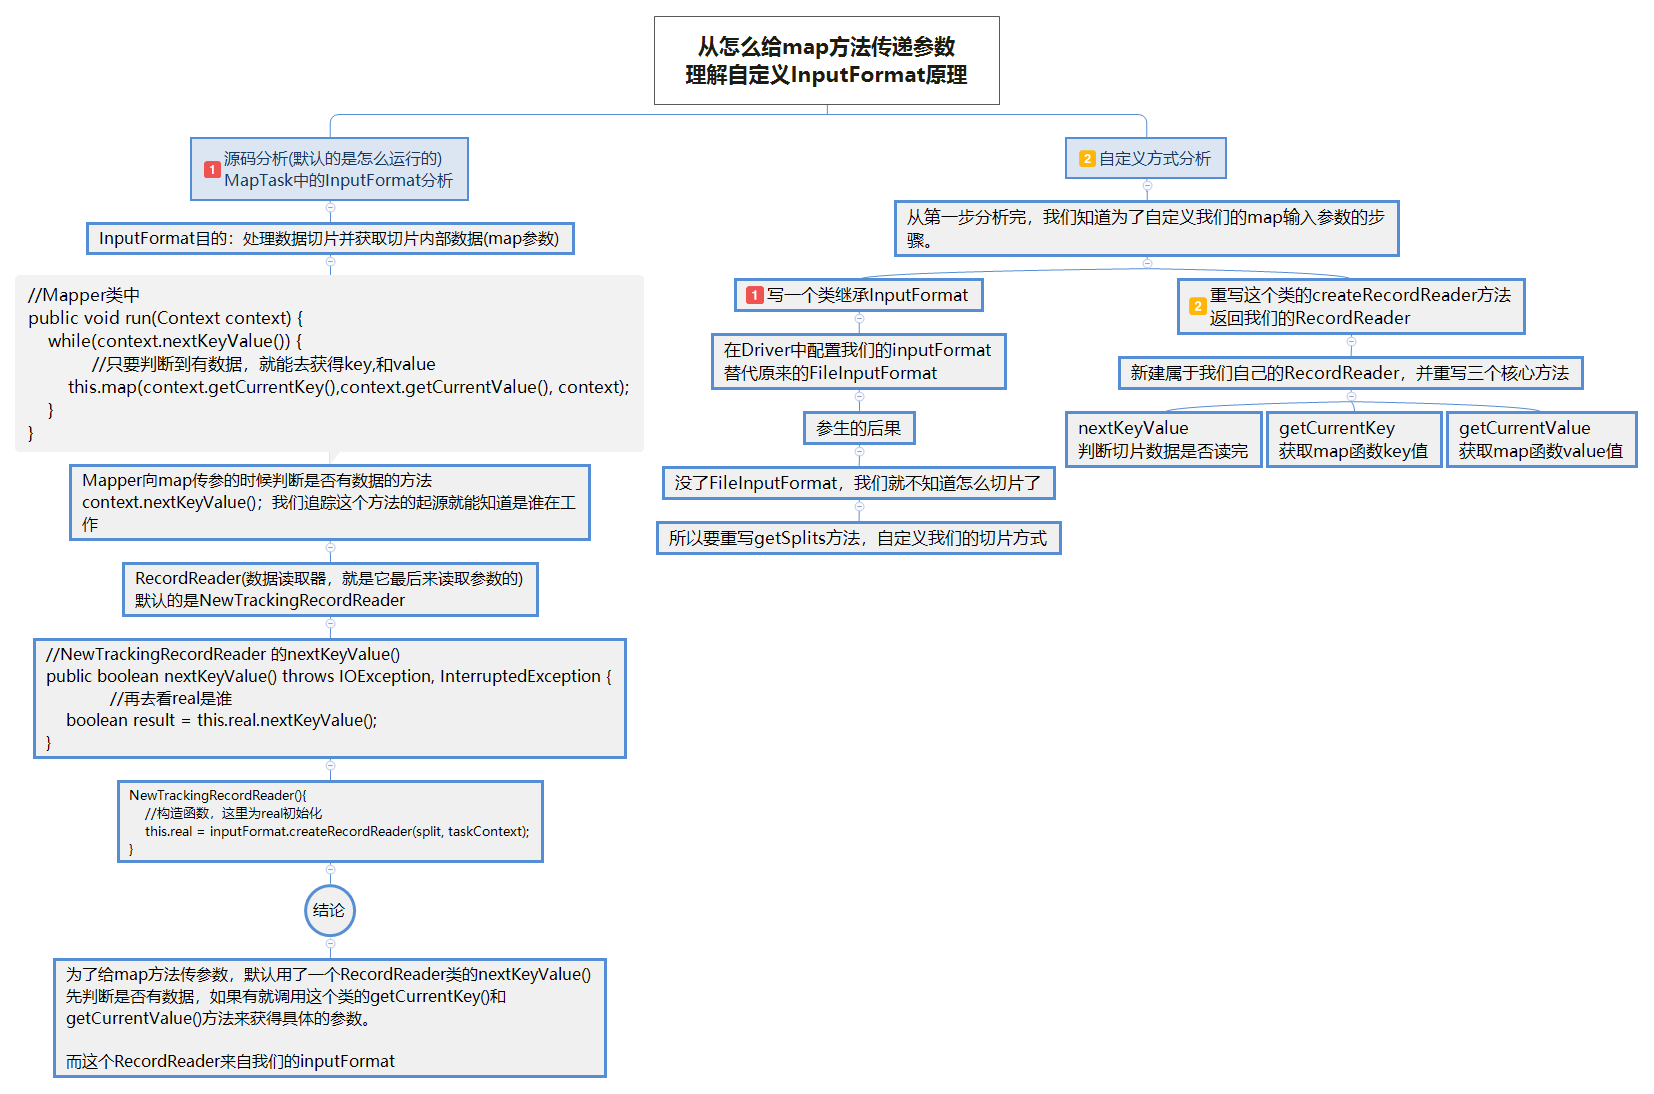 从怎么给map方法传递参数
理解自定义InputFormat原理
1
源码分析(默认的是怎么运行的)
MapTask中的InputFormat分析
InputFormat目的：处理数据切片并获取切片内部数据(map参数)
//Mapper类中
public void run(Context context) {
while(context.nextKeyValue()) {
//只要判断到有数据，就能去获得key,和value
this.map(context.getCurrentKey(),context.getCurrentValue(), context);
}
}
Mapper向map传参的时候判断是否有数据的方法
context.nextKeyValue()；我们追踪这个方法的起源就能知道是谁在工
作
RecordReader(数据读取器，就是它最后来读取参数的)
默认的是NewTrackingRecordReader
//NewTrackingRecordReader 的nextKeyValue()
public boolean nextKeyValue() throws IOException, InterruptedException {
//再去看real是谁
boolean result = this.real.nextKeyValue();
}
NewTrackingRecordReader(){
//构造函数，这里为real初始化
this.real = inputFormat.createRecordReader(split, taskContext);
}
结论
为了给map方法传参数，默认用了一个RecordReader类的nextKeyValue()
先判断是否有数据，如果有就调用这个类的getCurrentKey()和
getCurrentValue()方法来获得具体的参数。
而这个RecordReader来自我们的inputFormat
2 自定义方式分析
从第一步分析完，我们知道为了自定义我们的map输入参数的步
骤。
1 写一个类继承InputFormat
在Driver中配置我们的inputFormat
替代原来的FileInputFormat
参生的后果
没了FileInputFormat，我们就不知道怎么切片了
所以要重写getSplits方法，自定义我们的切片方式
2
重写这个类的createRecordReader方法
返回我们的RecordReader
新建属于我们自己的RecordReader，并重写三个核心方法
nextKeyValue
判断切片数据是否读完
getCurrentKey
获取map函数key值
getCurrentValue
获取map函数value值